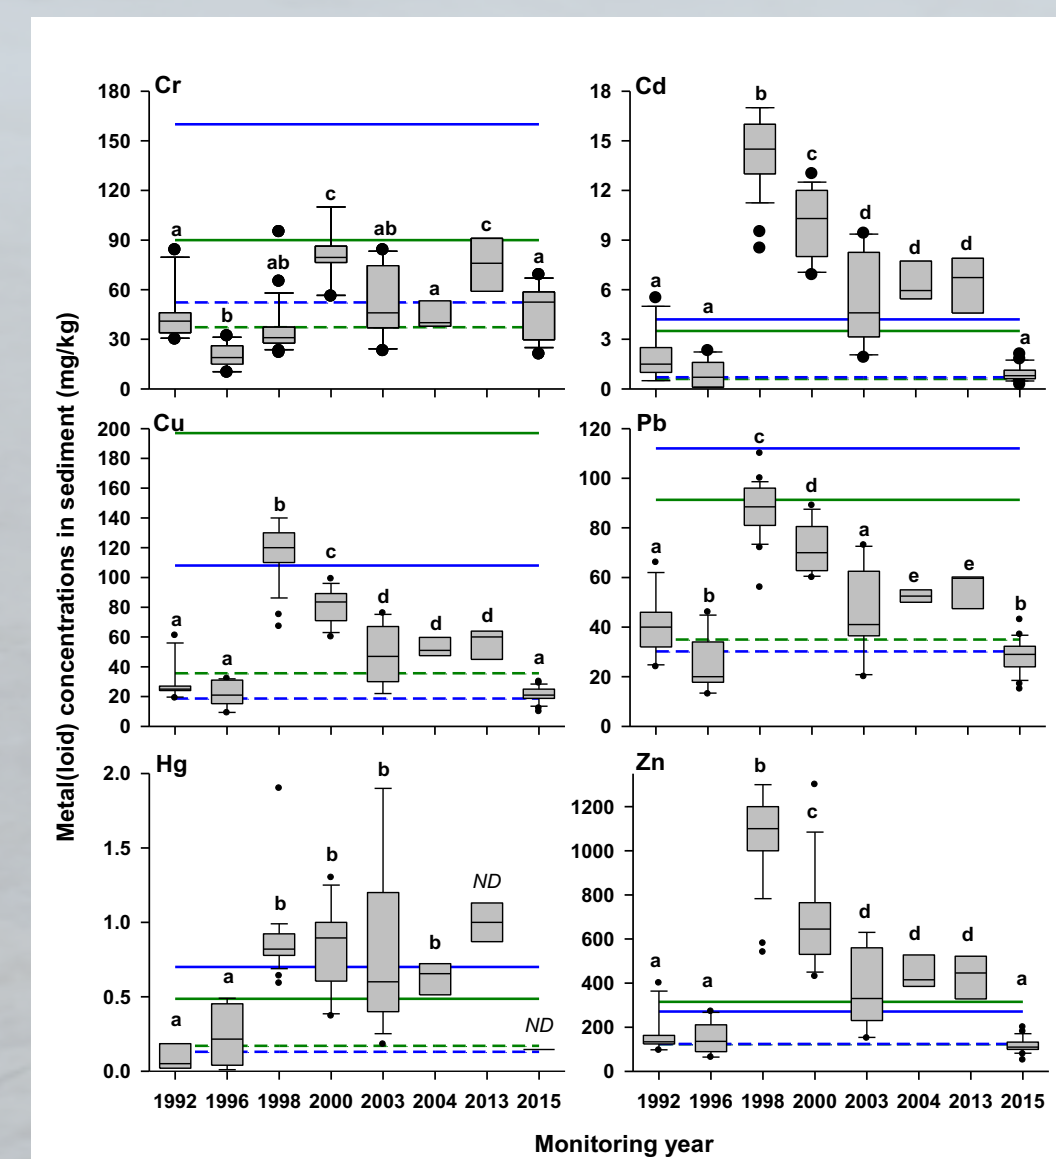 Metal(loid) concentrations in sediment (mg/kg)
Cr
180
150
120
90
60
30
0
a
b
ab
c
ab
a
c
a
Cd
18
15
12
9
6
3
0
a
a
b
c
d
d
d
a
Cu
200
180
160
140
120
100
80
60
40
20
0
a
a
b
c
d
d
d
a
Pb
120
100
80
60
40
20
0
a
b
c
d
a
e
e
b
Hg
2.0
1.5
1.0
0.5
0.0
a
a
b
b
b
b
ND
ND
1992 1996 1998 2000 2003 2004 2013 2015
Zn
1200
1000
800
600
400
200
0
a
a
b
c
d
d
d
a
1992 1996 1998 2000 2003 2004 2013 2015
Monitoring year